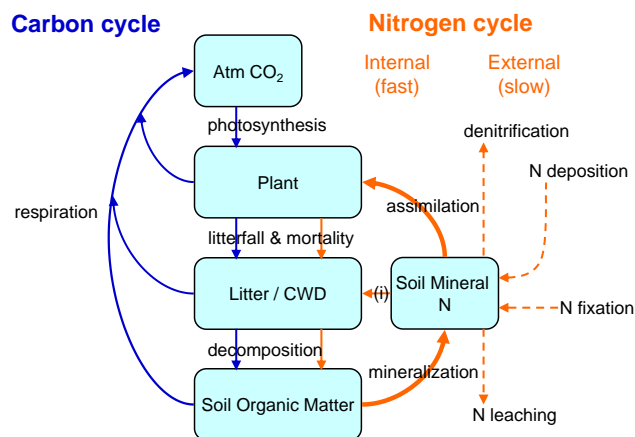 Carbon cycle
Nitrogen cycle
Internal
(fast)
External
(slow)
Atm CO₂
photosynthesis
denitrification
Plant
N deposition
respiration
assimilation
litterfall & mortality
Litter / CWD
(i)
Soil Mineral
N
N fixation
decomposition
mineralization
Soil Organic Matter
N leaching